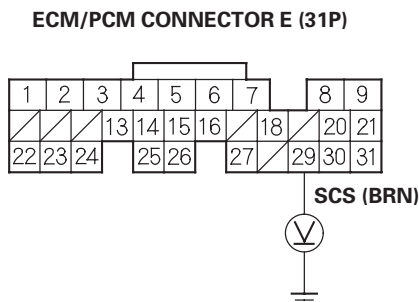 ECM/PCM CONNECTOR E (31P)
1 2 3 4 5 6 7 8 9
13 14 15 16 18 20 21
22 23 24 25 26 27 29 30 31
SCS (BRN)
V